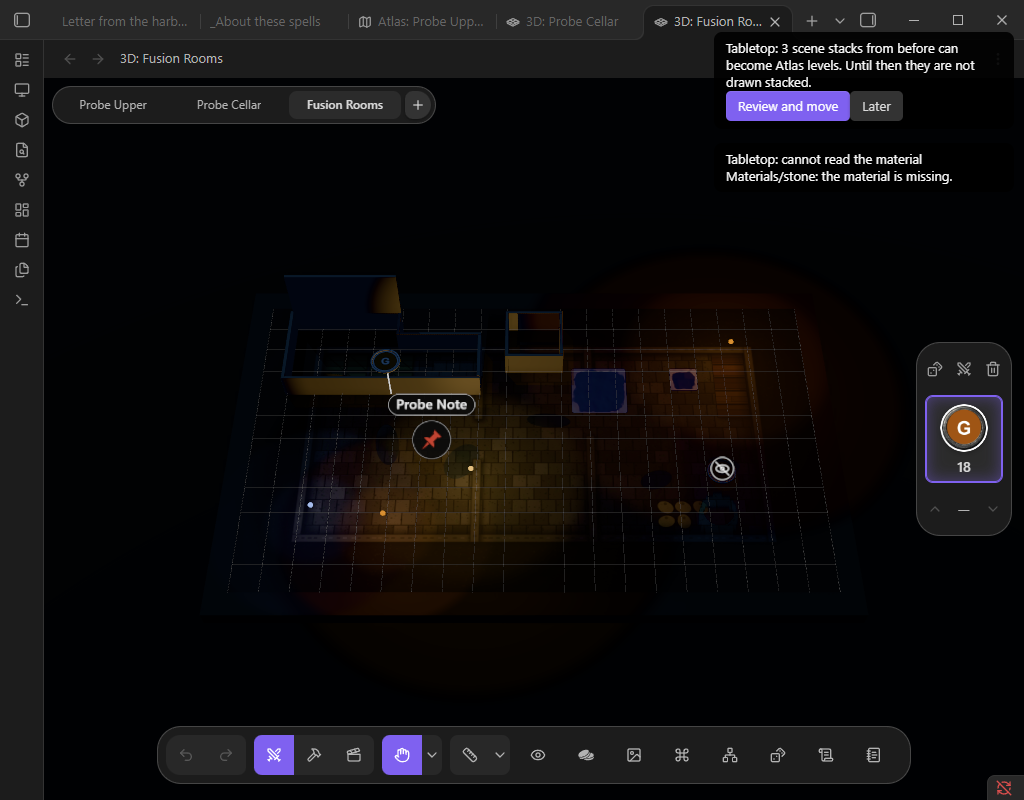 Letter from the harb...
_About these spells
Atlas: Probe Upp...
3D: Probe Cellar
3D: Fusion Ro...
3D: Fusion Rooms
Tabletop: 3 scene stacks from before can
become Atlas levels. Until then they are not
drawn stacked.
Review and move
Later
Probe Upper
Probe Cellar
Fusion Rooms
Tabletop: cannot read the material
Materials/stone: the material is missing.
G
Probe Note
G
18